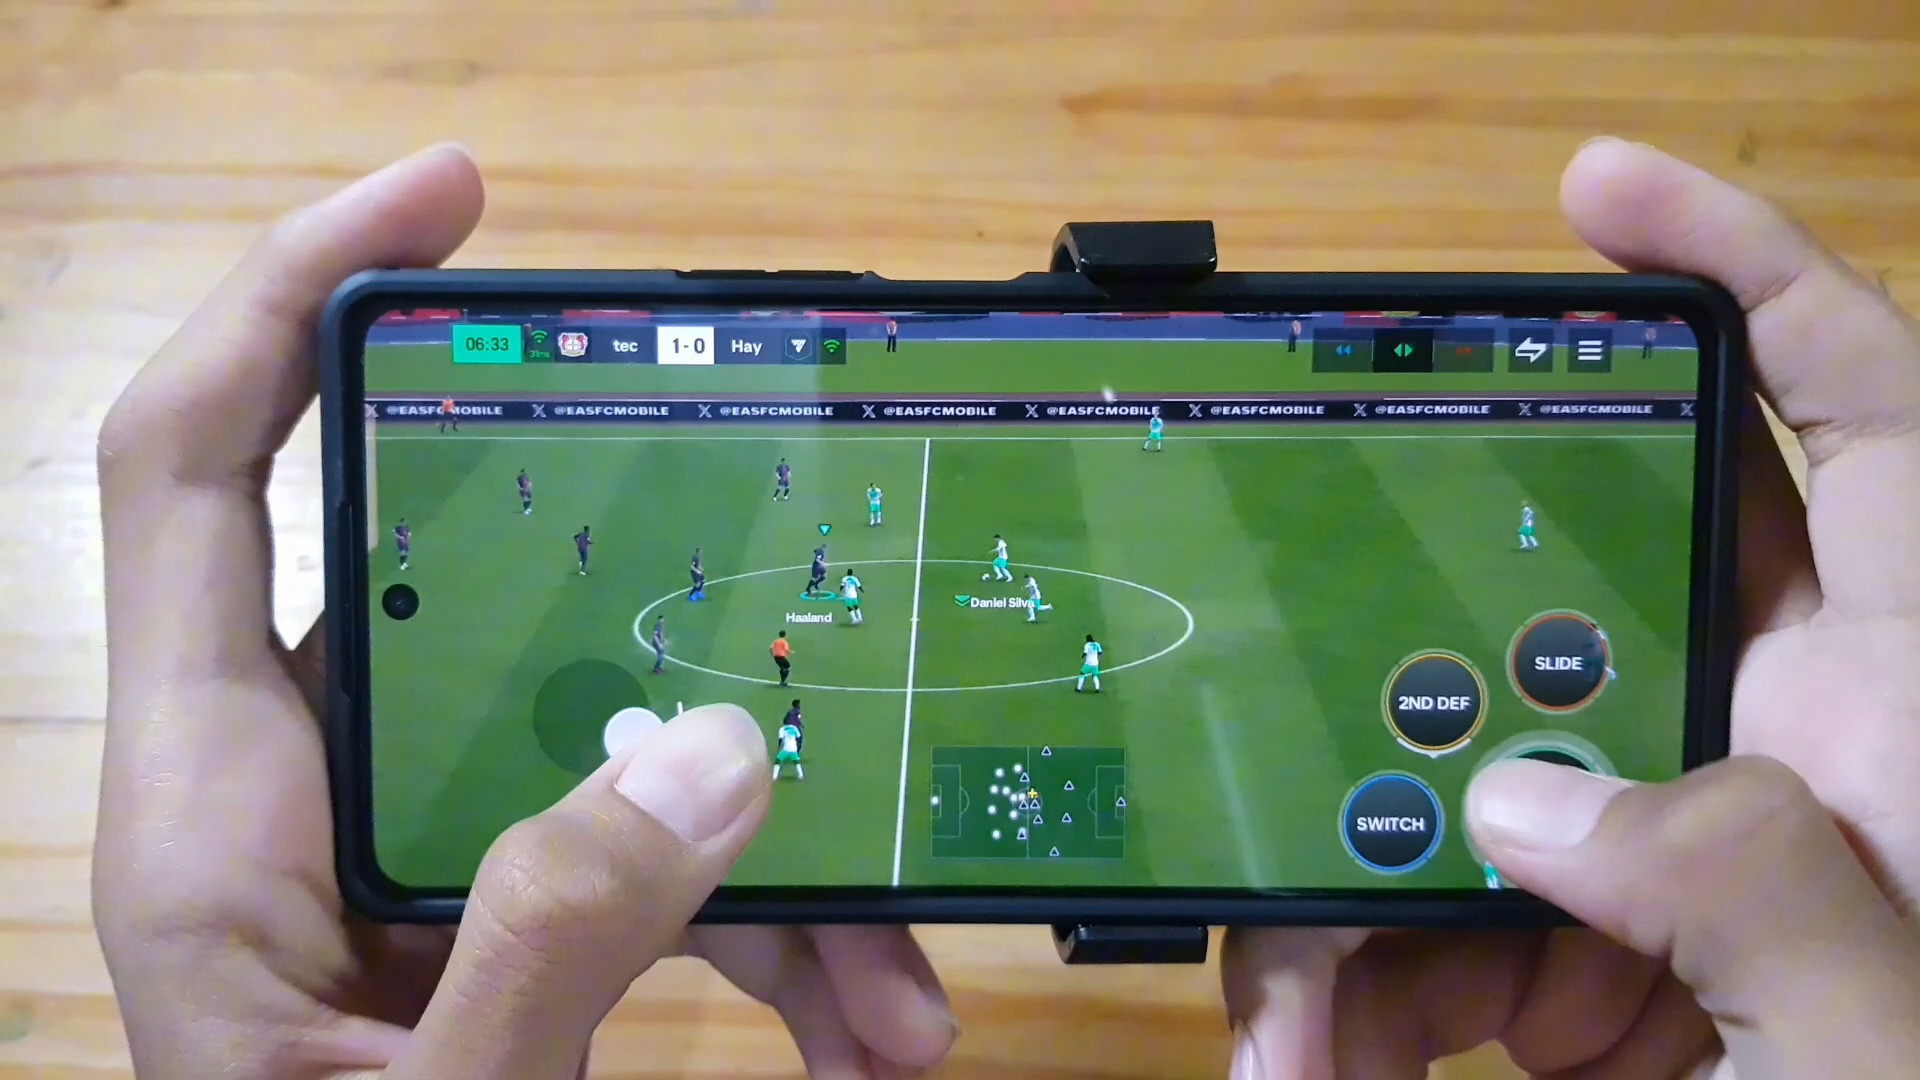 06:33 31ms tec 1-0 Hay
@EASFCMOBILE @EASFCMOBILE @EASFCMOBILE @EASFCMOBILE @EASFCMOBILE @EASFCMOBILE @EASFCMOBILE @EASFCMOBILE
Haaland
Daniel Silva
SLIDE
2ND DEF
SWITCH